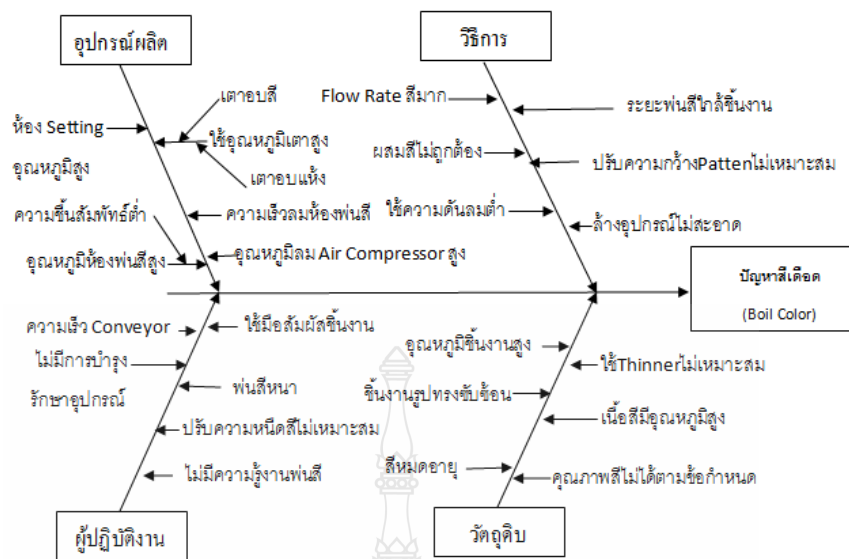 อุปกรณ์ผลิต
วิธีการ
เตาอบสี
ห้อง Setting
อุณหภูมิสูง
ใช้อุณหภูมิเตาสูง
เตาอบแห้ง
ความชื้นสัมพัทธ์ต่ำ
ความเร็วลมห้องพ่นสี
อุณหภูมิห้องพ่นสีสูง
อุณหภูมิลม Air Compressor สูง
Flow Rate สีมาก
ระยะพ่นสีใกล้ชิ้นงาน
ผสมสีไม่ถูกต้อง
ปรับความกว้างPattenไม่เหมาะสม
ใช้ความดันลมต่ำ
ล้างอุปกรณ์ไม่สะอาด
ปัญหาสีเดือด
(Boil Color)
ความเร็ว Conveyor
ใช้มือสัมผัสชิ้นงาน
ไม่มีการบำรุง
รักษาอุปกรณ์
พ่นสีหนา
ปรับความหนืดสีไม่เหมาะสม
ไม่มีความรู้งานพ่นสี
อุณหภูมิชิ้นงานสูง
ใช้Thinnerไม่เหมาะสม
ชิ้นงานรูปทรงซับซ้อน
เนื้อสีมีอุณหภูมิสูง
สีหมดอายุ
คุณภาพสีไม่ได้ตามข้อกำหนด
ผู้ปฏิบัติงาน
วัตถุดิบ